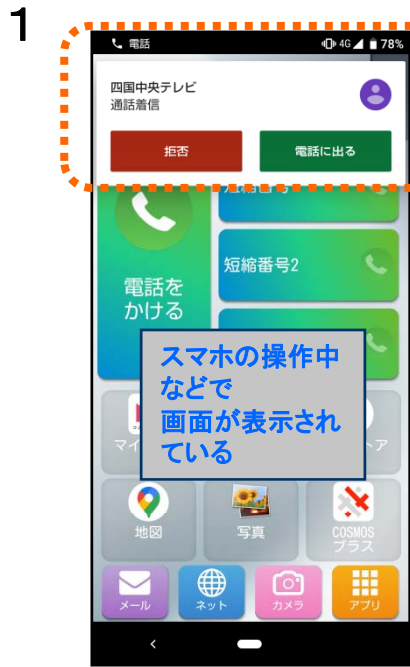 1
電話
4G 78%
四国中央テレビ
通話着信
拒否
電話に出る
短縮番号2
電話を
かける
スマホの操作中
などで
画面が表示され
ている
マイ
ア
地図
写真
COSMOS
プラス
メール
ネット
カメラ
アプリ